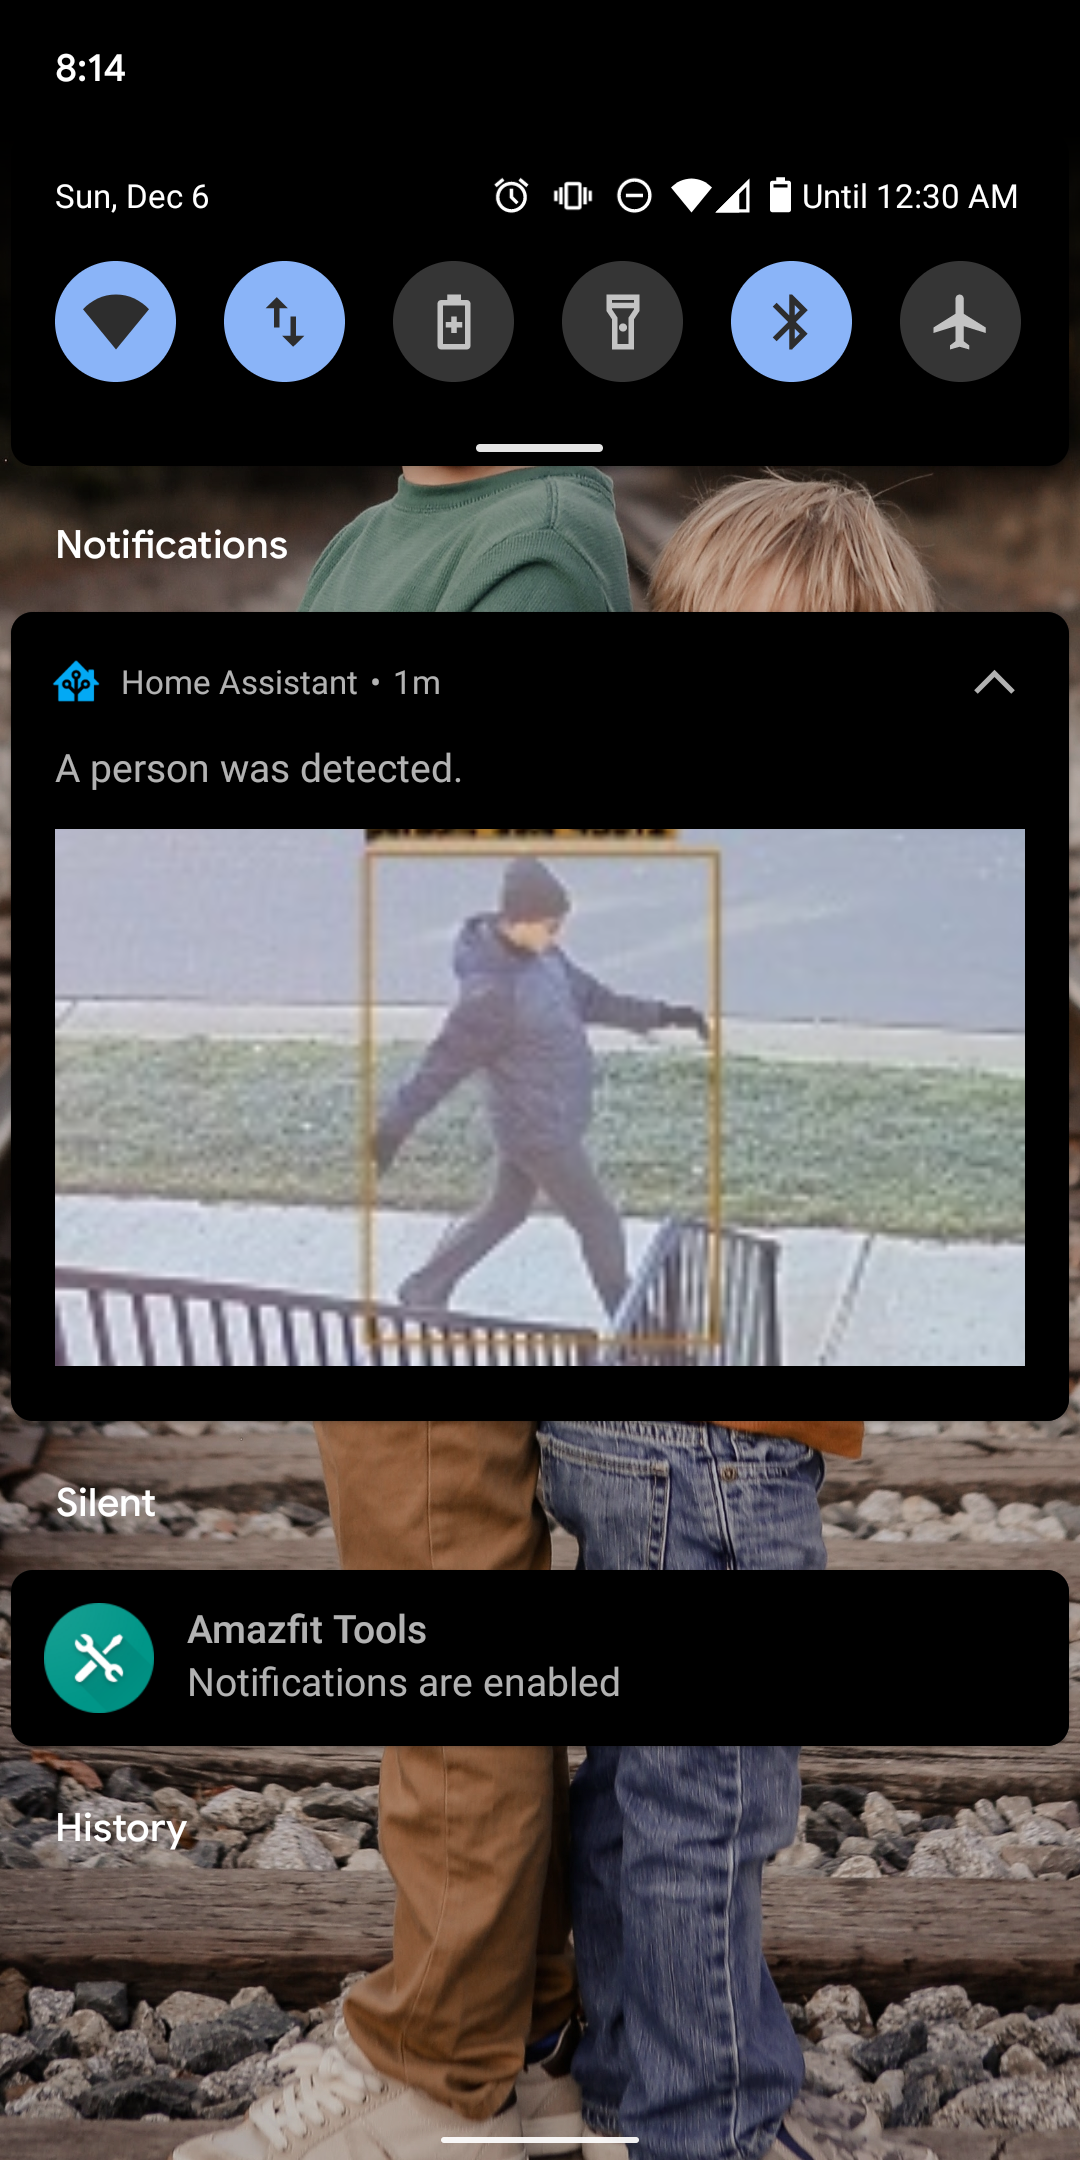 8:14
Sun, Dec 6
Until 12:30 AM
Notifications
Home Assistant • 1m
A person was detected.
Silent
Amazfit Tools
Notifications are enabled
History